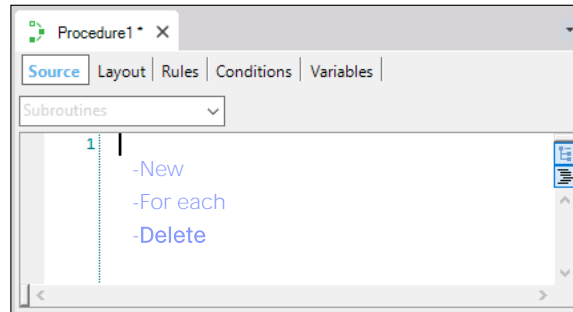 Procedure1 *
Source Layout Rules Conditions Variables
Subroutines
1
-New
-For each
-Delete